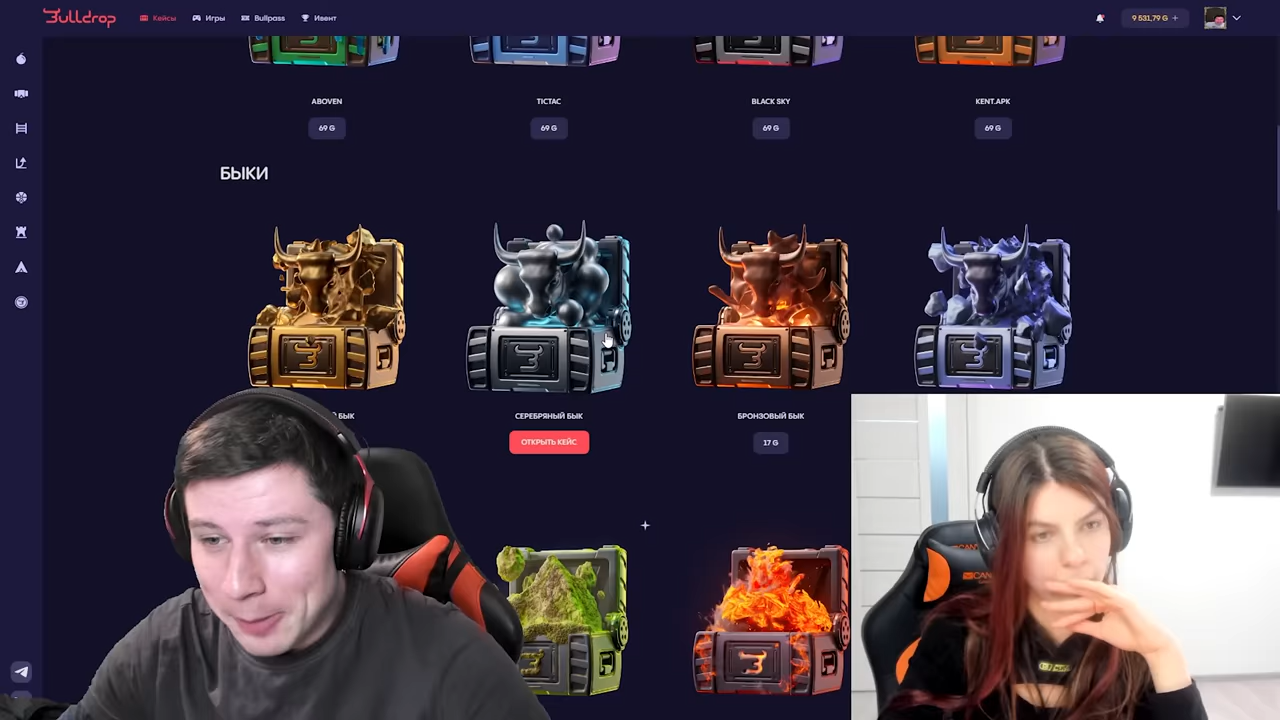 Bulldrop
Кейсы
Игры
Bullpass
Ивент
9 531,79 G +
ABOVEN
TICTAC
BLACK SKY
KENT.APK
69 G
69 G
69 G
69 G
БЫКИ
БЫК
СЕРЕБРЯНЫЙ БЫК
БРОНЗОВЫЙ БЫК
ОТКРЫТЬ КЕЙС
17 G